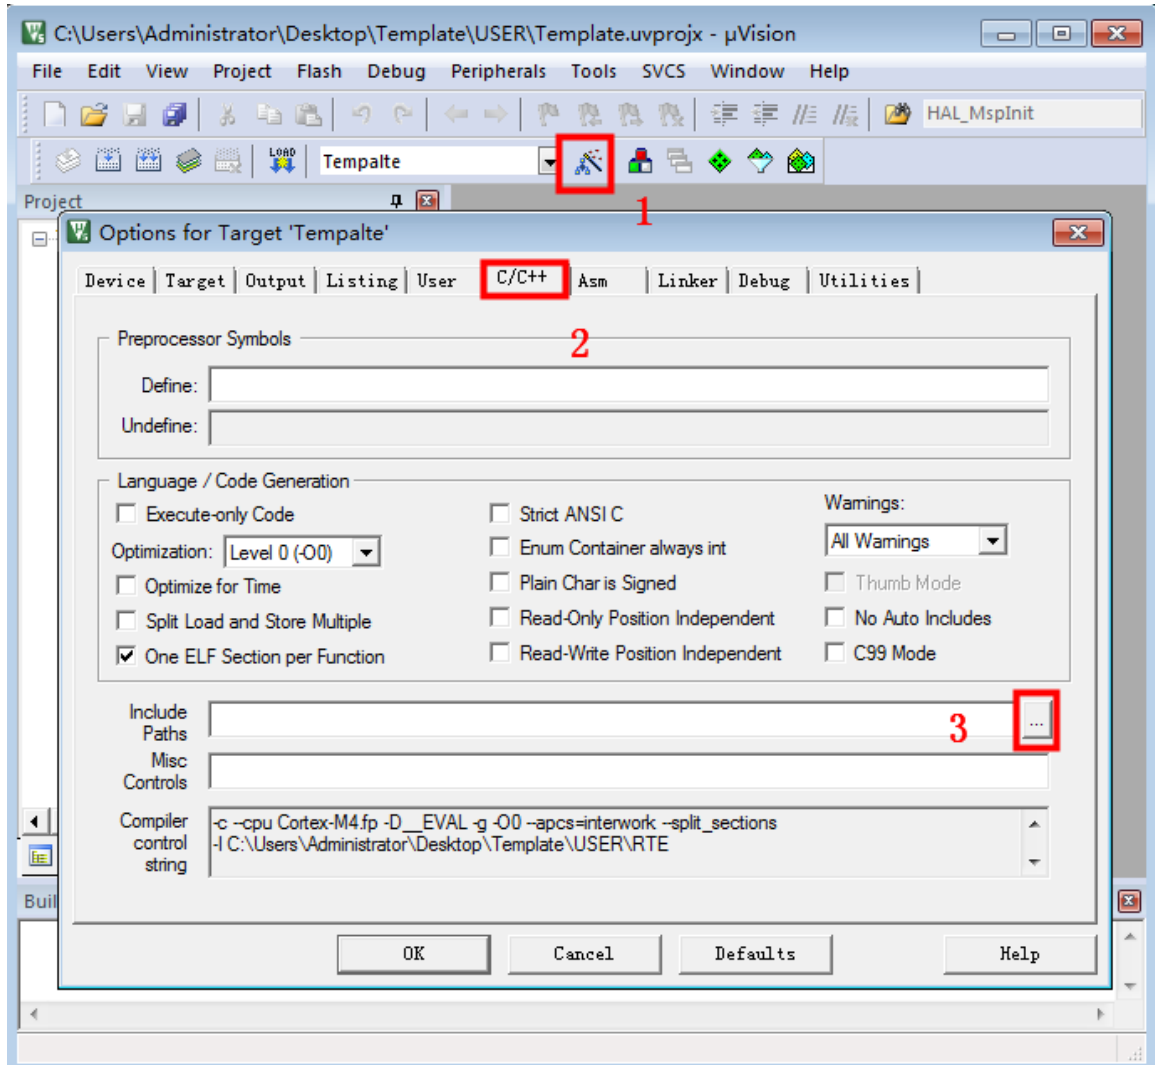 C:\Users\Administrator\Desktop\Template\USER\Template.uvprojx - µVision
File Edit View Project Flash Debug Peripherals Tools SVCS Window Help
HAL_MspInit
LOAD
Tempalte
1
Project
Options for Target 'Tempalte'
Device Target Output Listing User C/C++ Asm Linker Debug Utilities
2
Preprocessor Symbols
Define:
Undefine:
Language / Code Generation
Execute-only Code
Strict ANSI C
Warnings:
Optimization: Level 0 (-O0)
Enum Container always int
All Warnings
Optimize for Time
Plain Char is Signed
Thumb Mode
Split Load and Store Multiple
Read-Only Position Independent
No Auto Includes
One ELF Section per Function
Read-Write Position Independent
C99 Mode
Include
Paths
3
...
Misc
Controls
Compiler
control
string
-c --cpu Cortex-M4.fp -D__EVAL -g -O0 --apcs=interwork --split_sections
-I C:\Users\Administrator\Desktop\Template\USER\RTE
Buil
OK Cancel Defaults Help